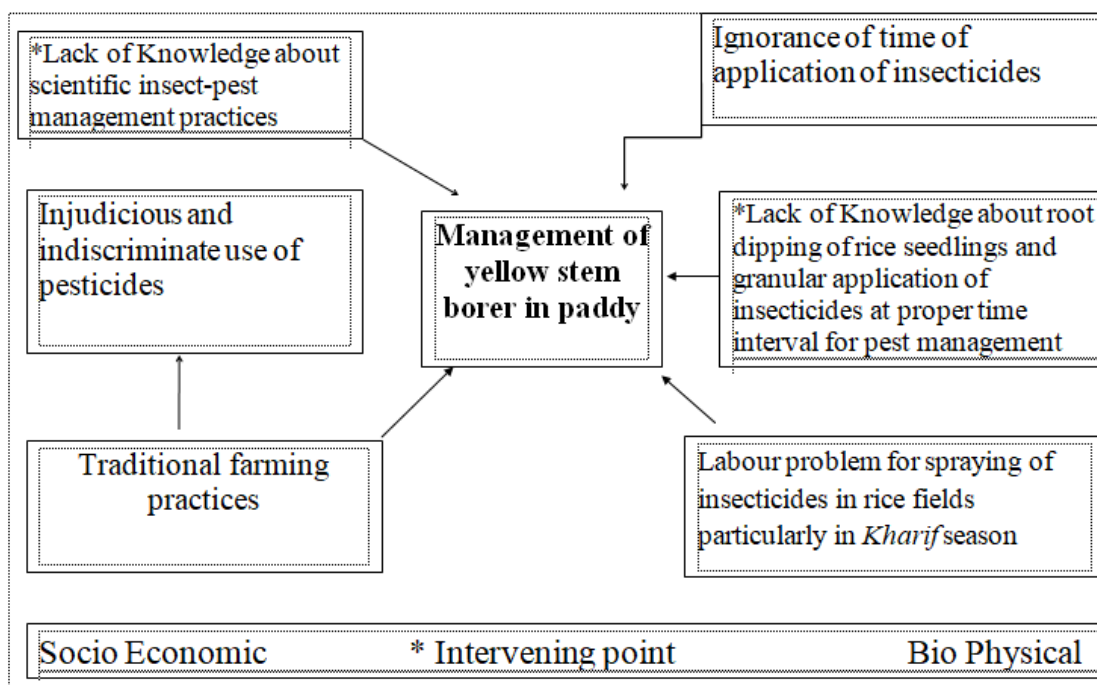 *Lack of Knowledge about
scientific insect-pest
management practices
Ignorance of time of
application of insecticides
Injudicious and
indiscriminate use of
pesticides
Management of
yellow stem
borer in paddy
*Lack of Knowledge about root
dipping of rice seedlings and
granular application of
insecticides at proper time
interval for pest management
Traditional farming
practices
Labour problem for spraying of
insecticides in rice fields
particularly in Kharif season
Socio Economic * Intervening point Bio Physical